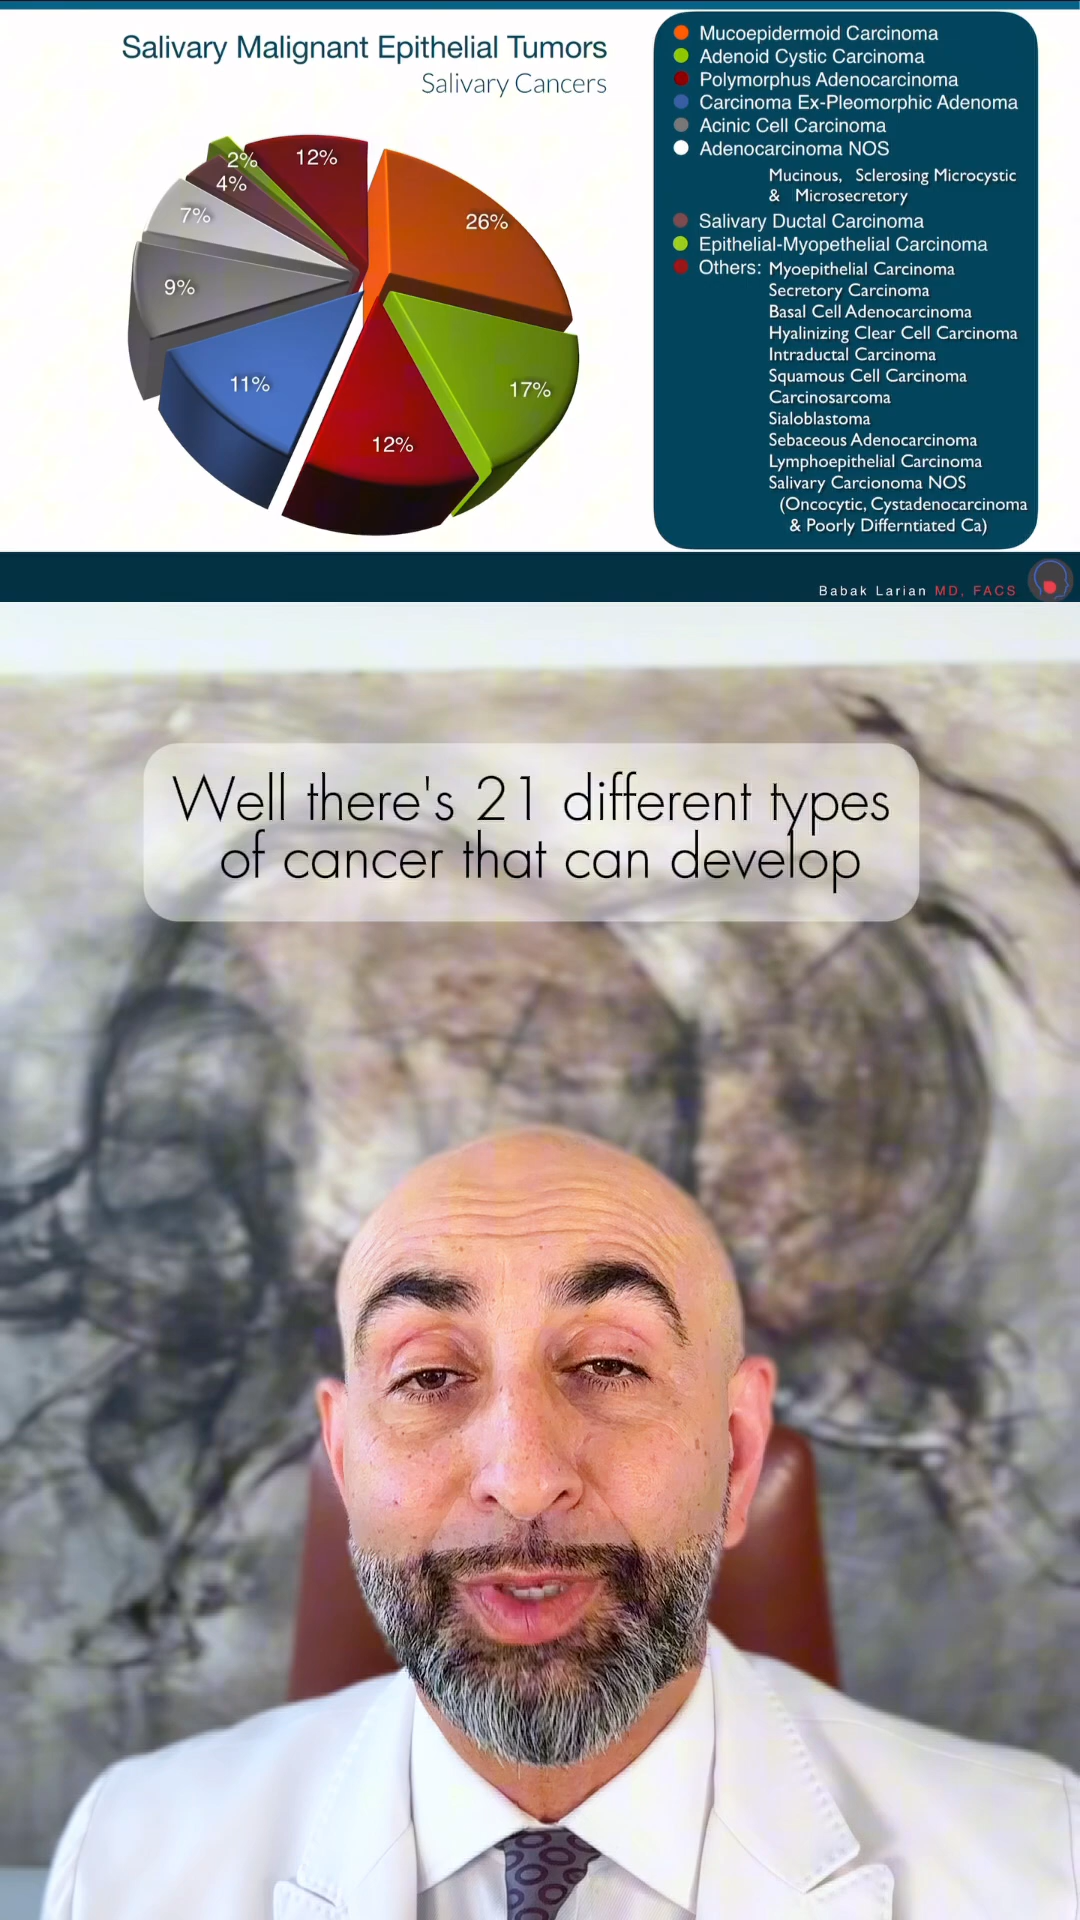 Salivary Malignant Epithelial Tumors
Salivary Cancers
2%
12%
4%
26%
7%
9%
11%
17%
12%
Mucoepidermoid Carcinoma
Adenoid Cystic Carcinoma
Polymorphus Adenocarcinoma
Carcinoma Ex-Pleomorphic Adenoma
Acinic Cell Carcinoma
Adenocarcinoma NOS
Mucinous, Sclerosing Microcystic
& Microsecretory
Salivary Ductal Carcinoma
Epithelial-Myopethelial Carcinoma
Others: Myoepithelial Carcinoma
Secretory Carcinoma
Basal Cell Adenocarcinoma
Hyalinizing Clear Cell Carcinoma
Intraductal Carcinoma
Squamous Cell Carcinoma
Carcinosarcoma
Sialoblastoma
Sebaceous Adenocarcinoma
Lymphoepithelial Carcinoma
Salivary Carcionoma NOS
(Oncocytic, Cystadenocarcinoma
& Poorly Differntiated Ca)
Babak Larian MD, FACS
Well there's 21 different types
of cancer that can develop